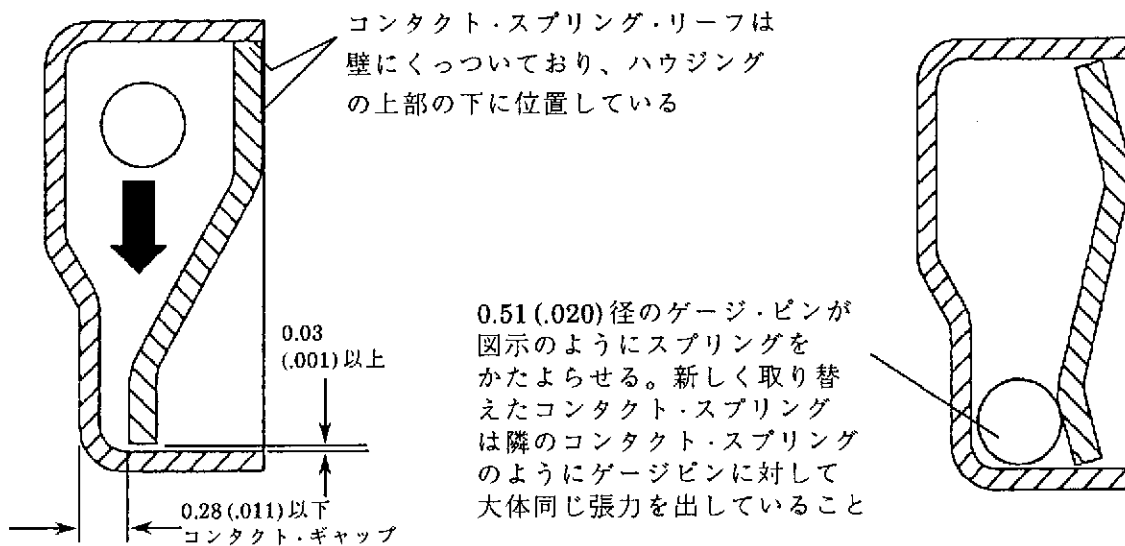 コンタクト・スプリング・リーフは
壁にくっついており、ハウジング
の上部の下に位置している
0.03
(.001)以上
0.28(.011)以下
コンタクト・ギャップ
0.51(.020)径のゲージ・ピンが
図示のようにスプリングを
かたよらせる。新しく取り替
えたコンタクト・スプリング
は隣のコンタクト・スプリング
のようにゲージピンに対して
大体同じ張力を出していること